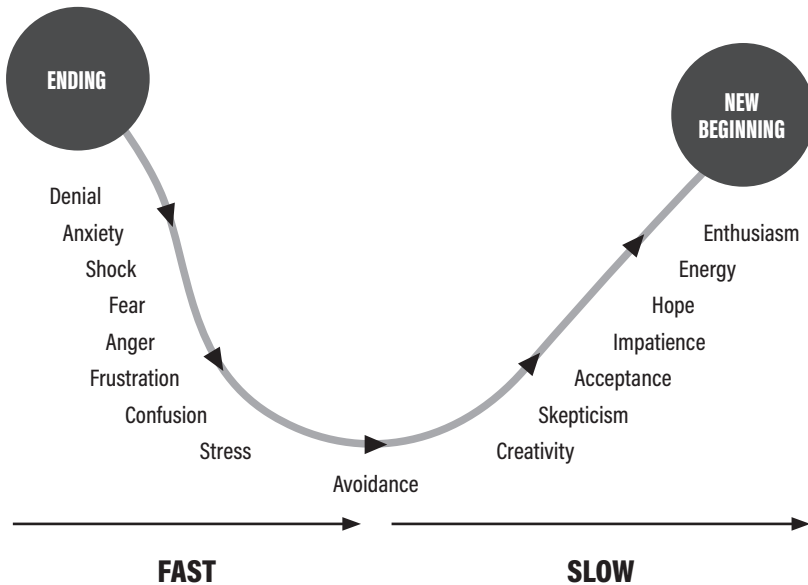 ENDING
NEW
BEGINNING
Denial
Anxiety
Shock
Fear
Anger
Frustration
Confusion
Stress
Avoidance
Creativity
Skepticism
Acceptance
Impatience
Hope
Energy
Enthusiasm
FAST
SLOW